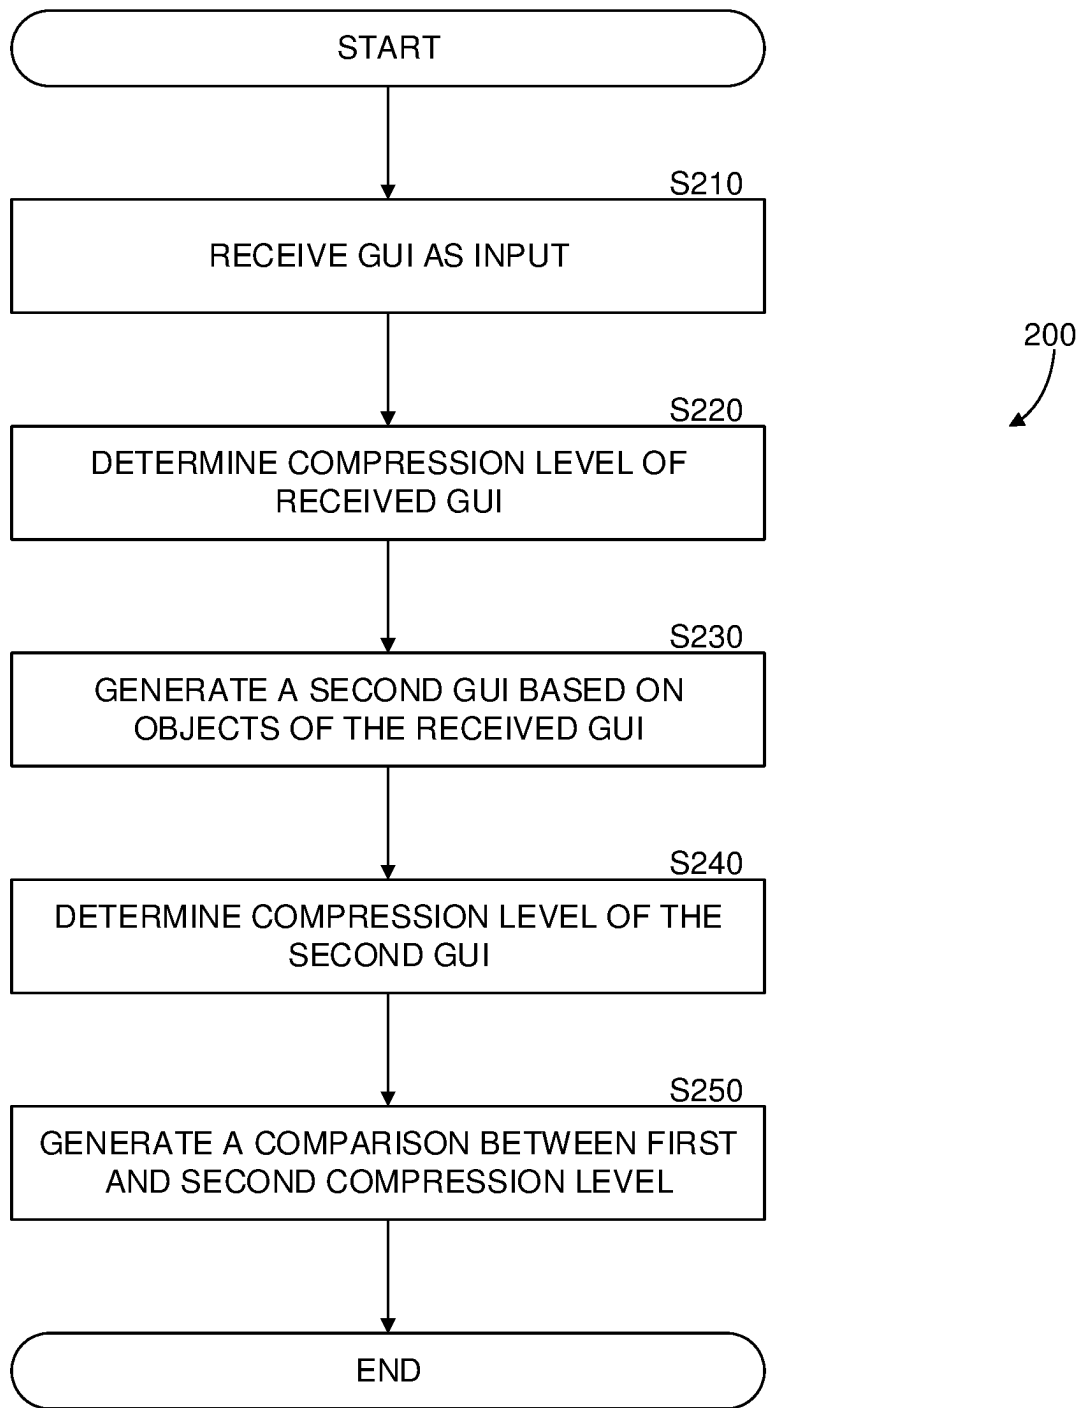 START
S210
RECEIVE GUI AS INPUT
200
S220
DETERMINE COMPRESSION LEVEL OF
RECEIVED GUI
S230
GENERATE A SECOND GUI BASED ON
OBJECTS OF THE RECEIVED GUI
S240
DETERMINE COMPRESSION LEVEL OF THE
SECOND GUI
S250
GENERATE A COMPARISON BETWEEN FIRST
AND SECOND COMPRESSION LEVEL
END